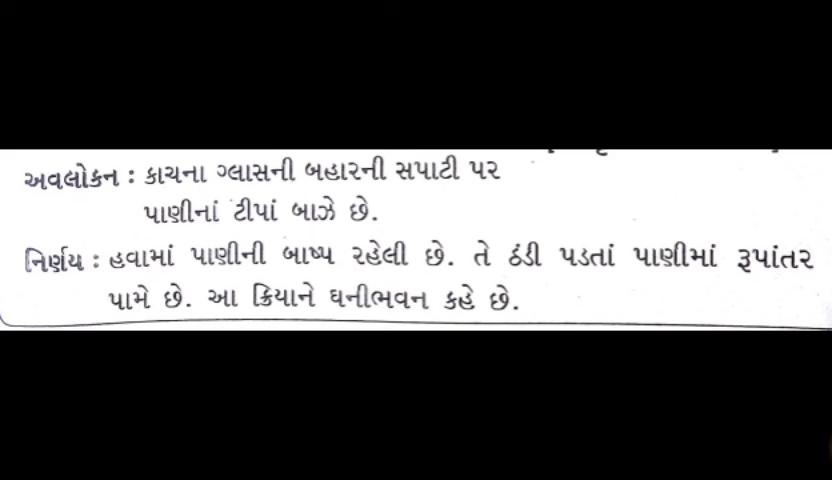 અવલોકન : કાચના ગ્લાસની બહારની સપાટી પર
પાણીનાં ટીપાં બાઝે છે.
નિર્ણય : હવામાં પાણીની બાષ્પ રહેલી છે. તે ઠંડી પડતાં પાણીમાં રૂપાંતર
પામે છે. આ ક્રિયાને ઘનીભવન કહે છે.